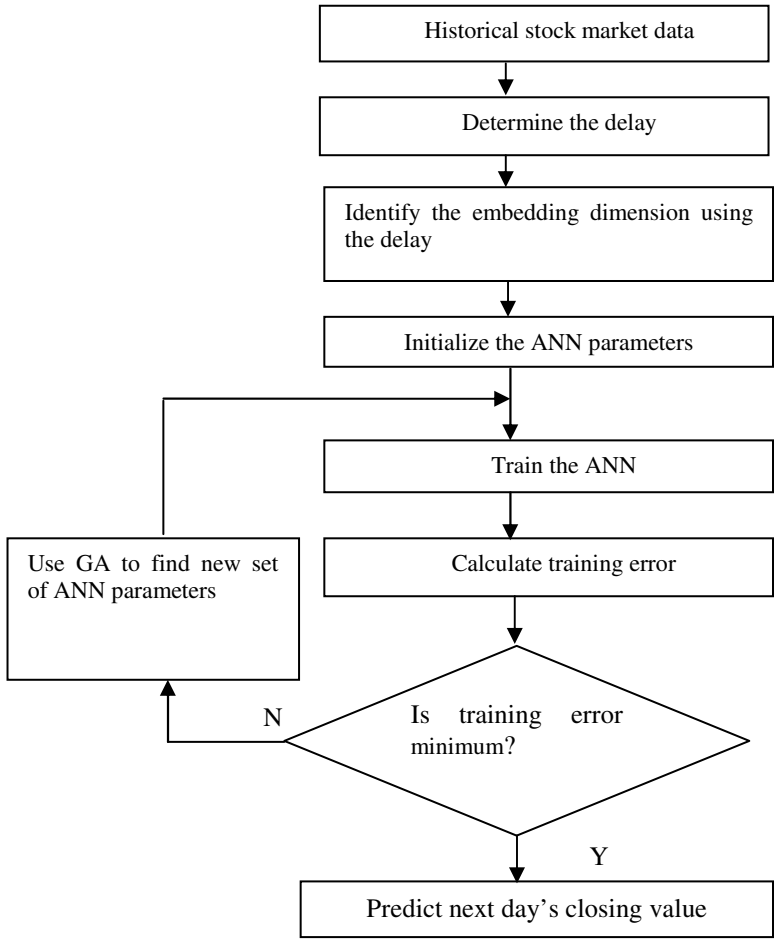 Historical stock market data
Determine the delay
Identify the embedding dimension using
the delay
Initialize the ANN parameters
Train the ANN
Use GA to find new set
of ANN parameters
Calculate training error
N
Is training error
minimum?
Y
Predict next day's closing value